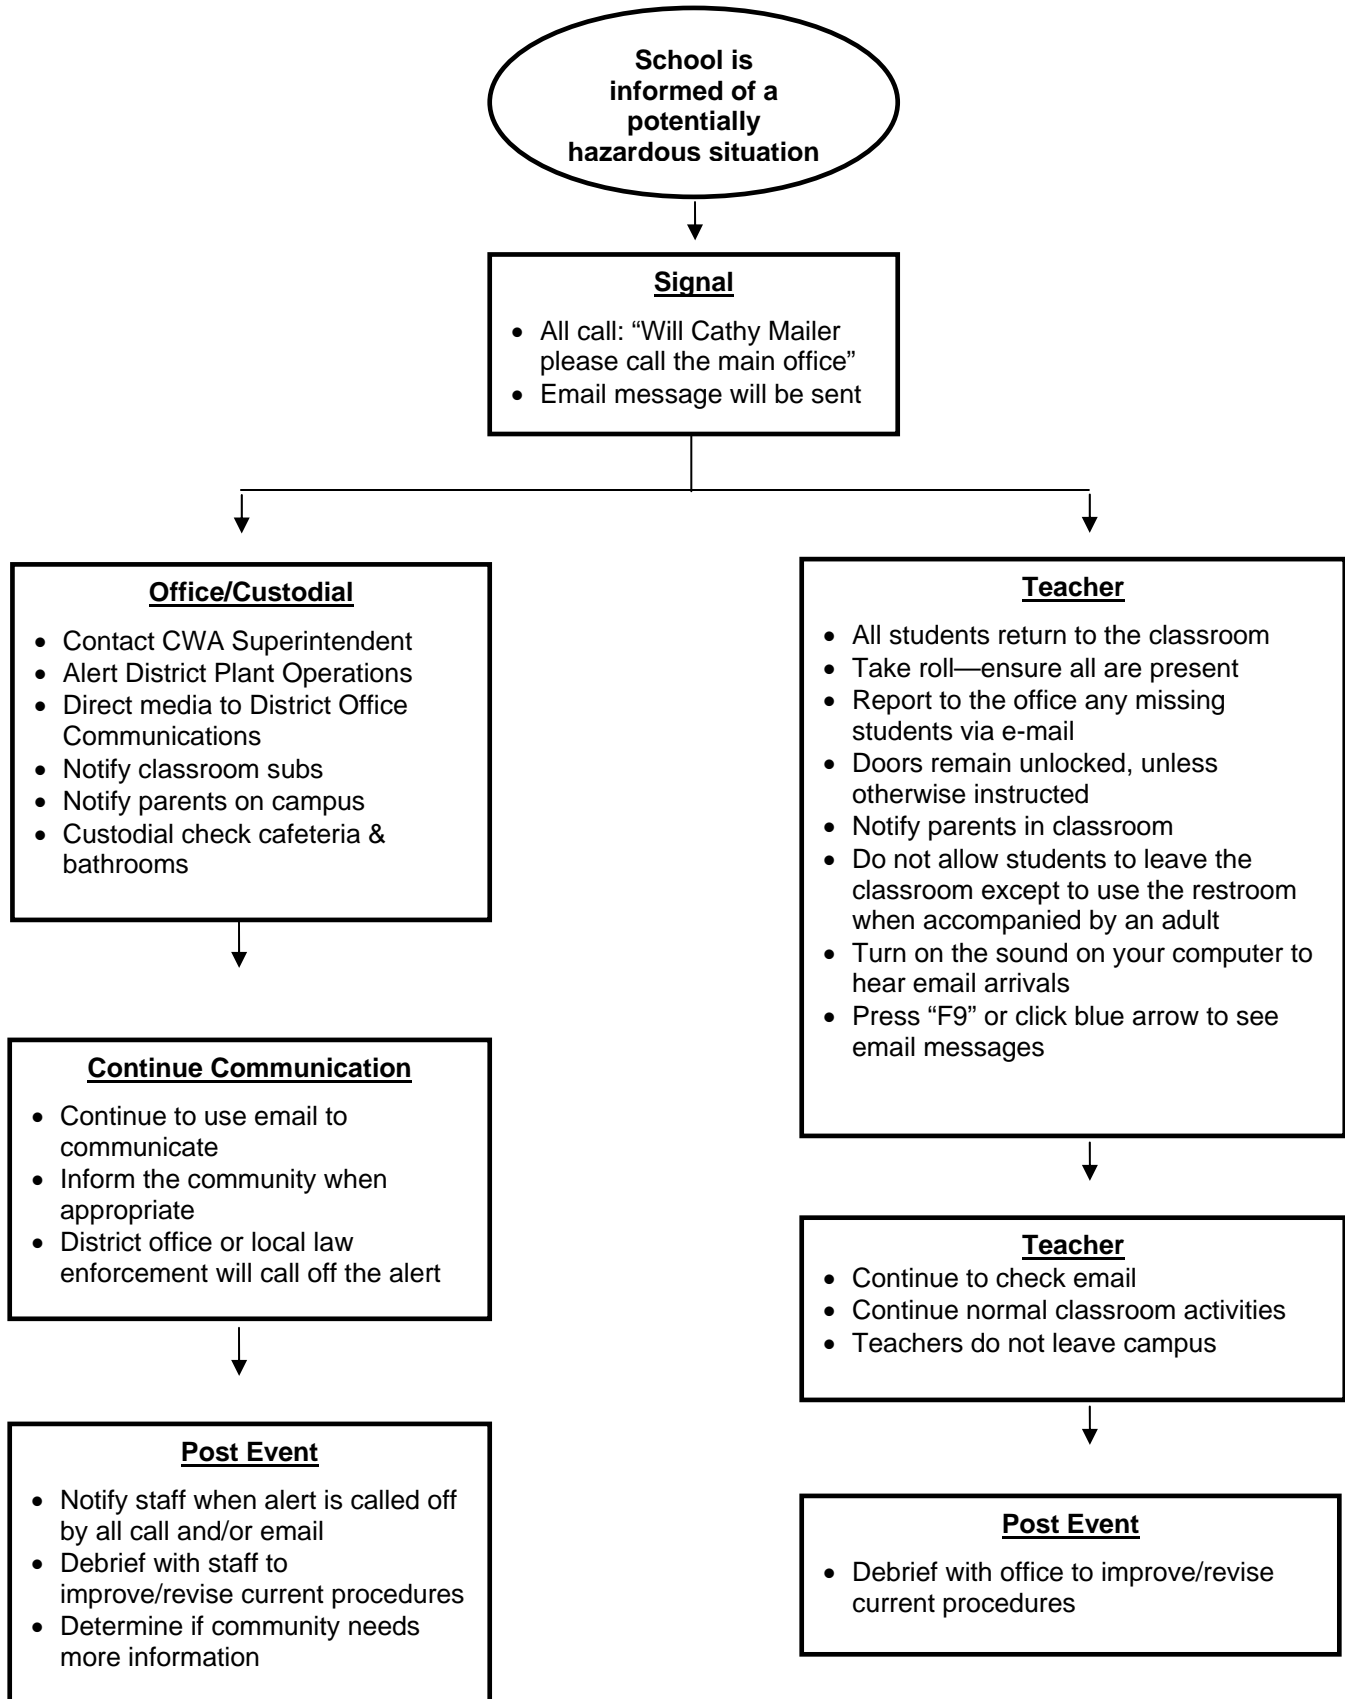 School is
informed of a
potentially
hazardous situation
Signal
• All call: “Will Cathy Mailer
please call the main office”
• Email message will be sent
Office/Custodial
• Contact CWA Superintendent
• Alert District Plant Operations
• Direct media to District Office
Communications
• Notify classroom subs
• Notify parents on campus
• Custodial check cafeteria &
bathrooms
Continue Communication
• Continue to use email to
communicate
• Inform the community when
appropriate
• District office or local law
enforcement will call off the alert
Post Event
• Notify staff when alert is called off
by all call and/or email
• Debrief with staff to
improve/revise current procedures
• Determine if community needs
more information
Teacher
• All students return to the classroom
• Take roll—ensure all are present
• Report to the office any missing
students via e-mail
• Doors remain unlocked, unless
otherwise instructed
• Notify parents in classroom
• Do not allow students to leave the
classroom except to use the restroom
when accompanied by an adult
• Turn on the sound on your computer to
hear email arrivals
• Press “F9” or click blue arrow to see
email messages
Teacher
• Continue to check email
• Continue normal classroom activities
• Teachers do not leave campus
Post Event
• Debrief with office to improve/revise
current procedures